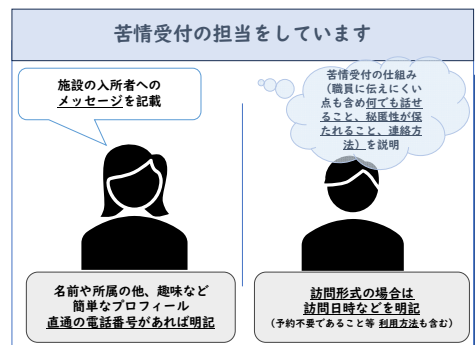 苦情受付の担当をしています
施設の入所者への
メッセージを記載
苦情受付の仕組み
（職員に伝えにくい
点も含め何でも話せ
ること、秘匿性が保
たれること、連絡方
法）を説明
名前や所属の他、趣味など
簡単なプロフィール
直通の電話番号があれば明記
訪問形式の場合は
訪問日時などを明記
（予約不要であること等 利用方法も含む）